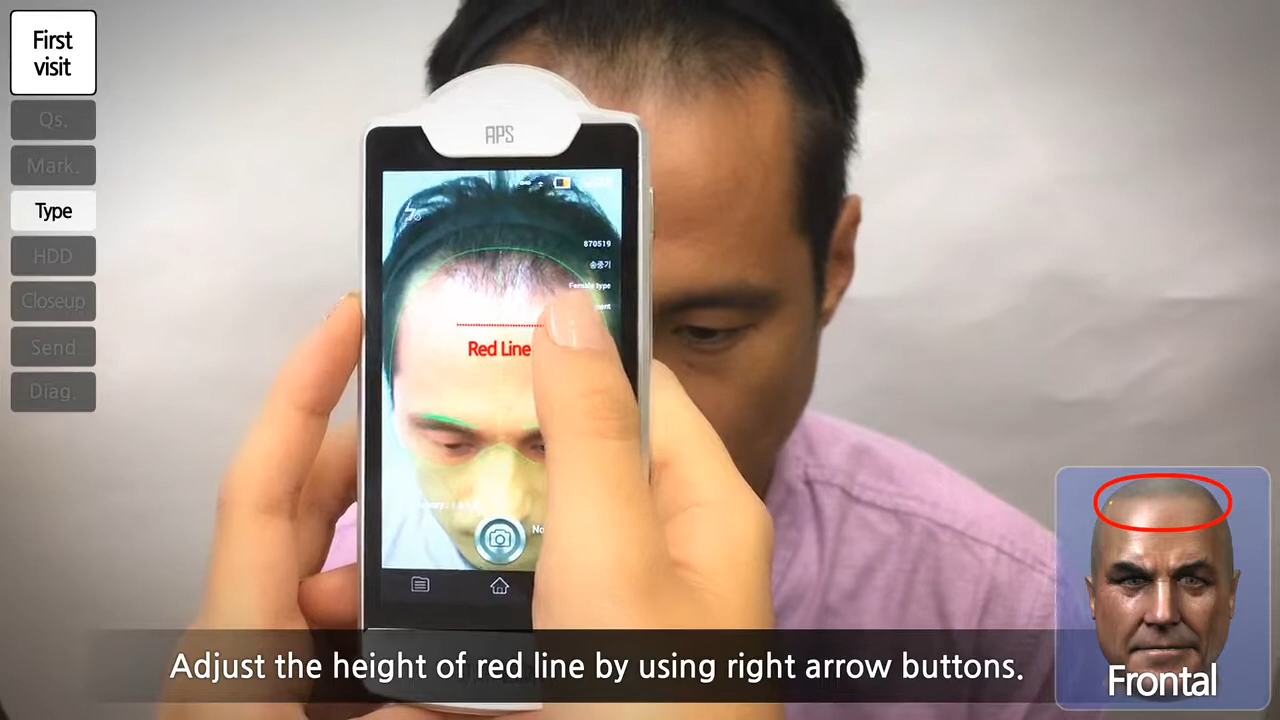 First
visit
Qs.
Mark.
Type
HDD
Closeup
Send
Diag.
APS
870519
송중기
Female type
Red Line
Adjust the height of red line by using right arrow buttons.
Frontal